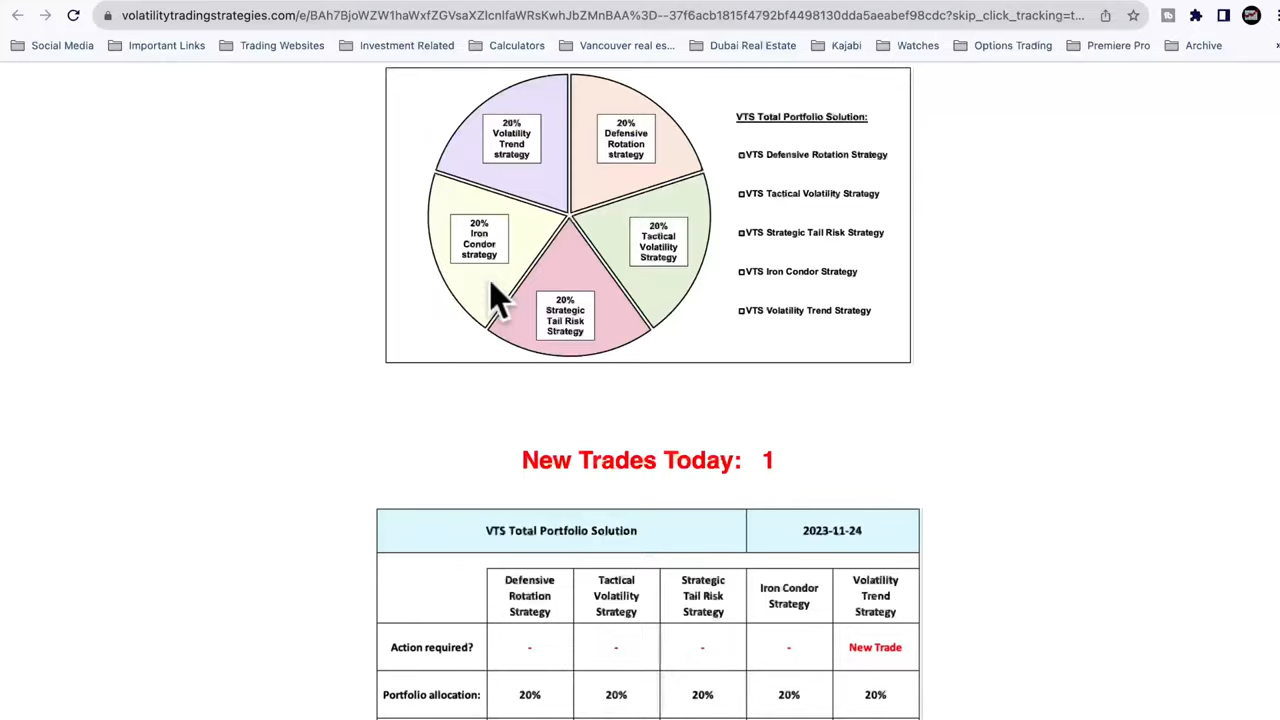 volatilitytradingstrategies.com/e/BAh7BjoWZW1haWxfZGVsaXZlcnlfaWRsKwhJbZMnBAA%3D--37f6acb1815f4792bf4498130dda5aeabef98cdc?skip_click_tracking=t...
Social Media Important Links Trading Websites Investment Related Calculators Vancouver real es... Dubai Real Estate Kajabi Watches Options Trading Premiere Pro Archive
20%
Volatility
Trend
strategy
20%
Defensive
Rotation
strategy
20%
Iron
Condor
strategy
20%
Tactical
Volatility
Strategy
20%
Strategic
Tail Risk
Strategy
VTS Total Portfolio Solution:
VTS Defensive Rotation Strategy
VTS Tactical Volatility Strategy
VTS Strategic Tail Risk Strategy
VTS Iron Condor Strategy
VTS Volatility Trend Strategy
New Trades Today: 1
VTS Total Portfolio Solution 2023-11-24
Defensive
Rotation
Strategy
Tactical
Volatility
Strategy
Strategic
Tail Risk
Strategy
Iron Condor
Strategy
Volatility
Trend
Strategy
Action required? - - - - New Trade
Portfolio allocation: 20% 20% 20% 20% 20%